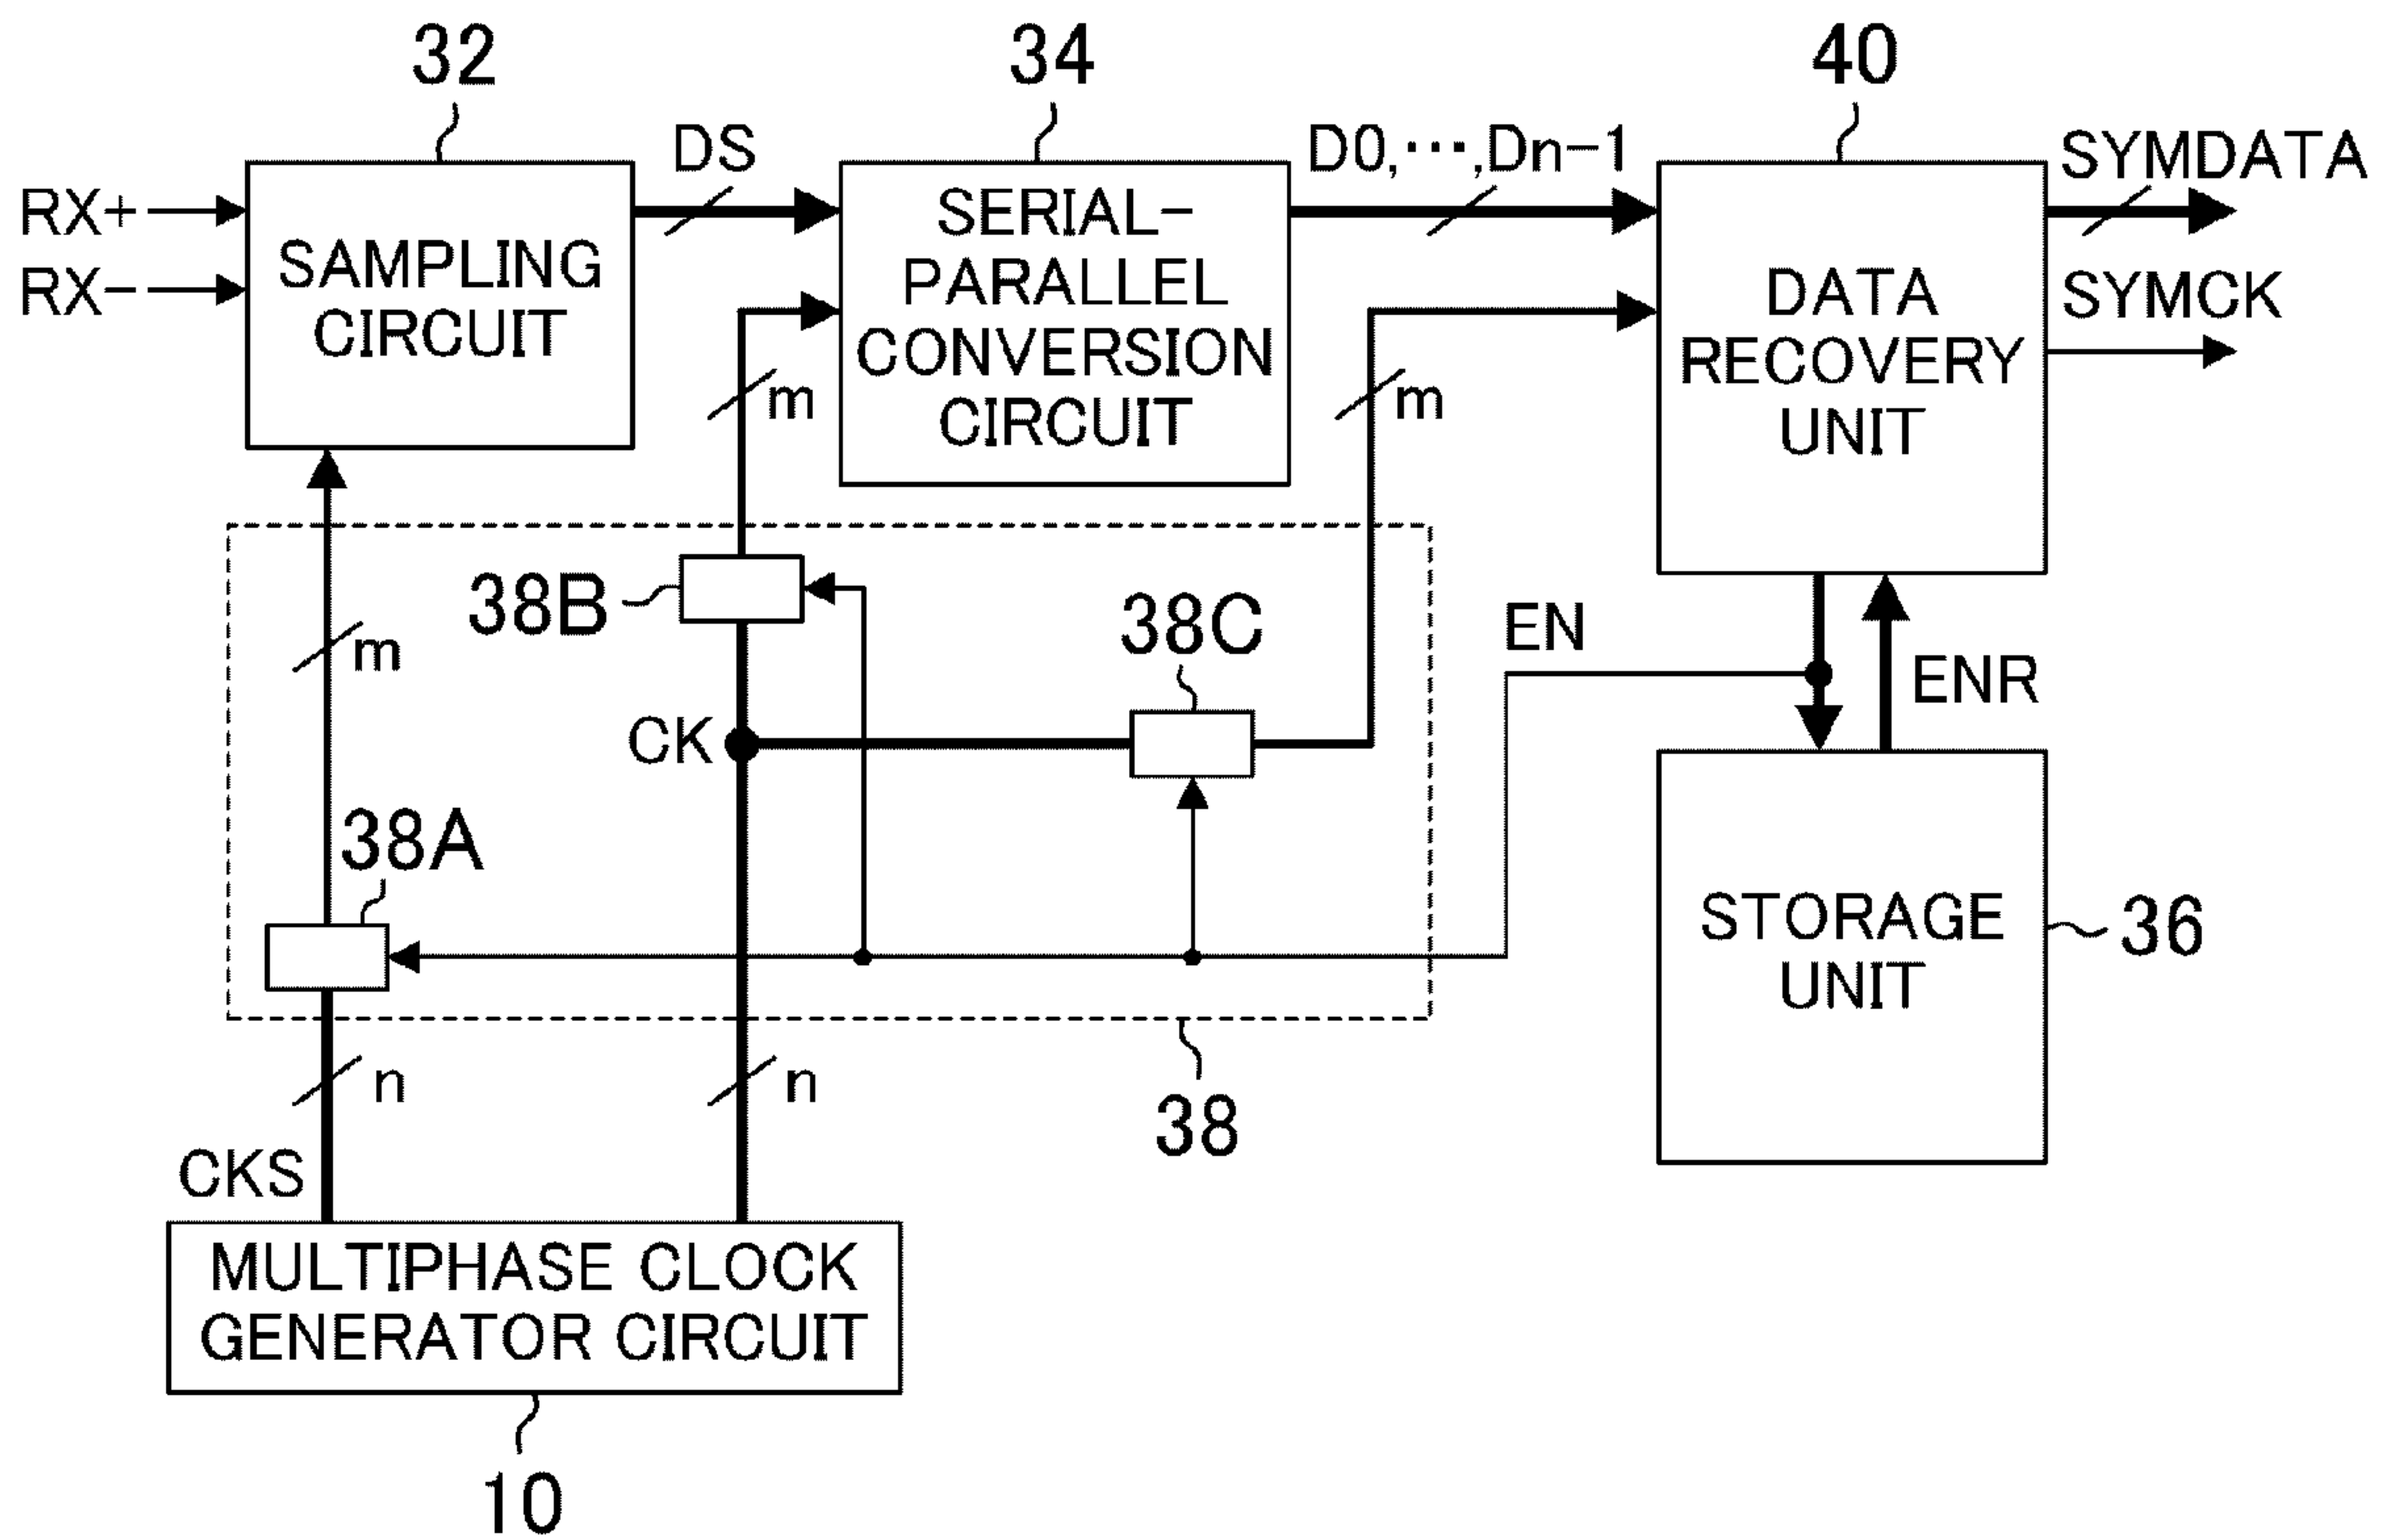 32
34
40
RX+
RX-
SAMPLING
CIRCUIT
DS
SERIAL-
PARALLEL
CONVERSION
CIRCUIT
D0,⋯,Dn-1
DATA
RECOVERY
UNIT
SYMDATA
SYMCK
m
m
m
38B
38C
EN
ENR
CK
38A
STORAGE
UNIT
36
n
n
38
CKS
MULTIPHASE CLOCK
GENERATOR CIRCUIT
10